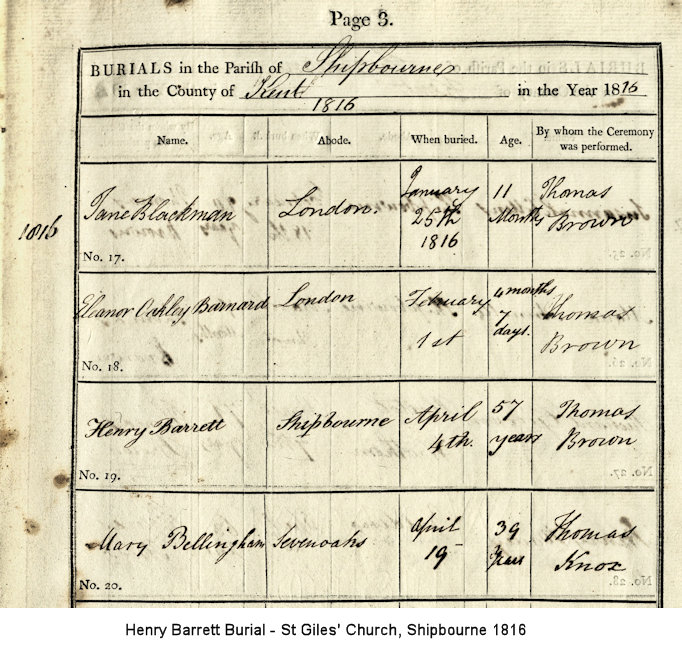 Page 3.
BURIALS in the Parish of Shipbourne
in the County of Kent in the Year 1816
1816
Name. Abode. When buried. Age. By whom the Ceremony was performed.
1816
Jane Blackman London. January 25th 1816 11 Months Thomas Brown
No. 17.
Eleanor Oakley Barnard London Febuary 1st 4 months 7 days. Thomas Brown
No. 18.
Henry Barrett Shipbourne April 4th. 57 years Thomas Brown
No. 19.
Mary Bellingham Sevenoaks April 19 39 Years Thomas Knox
No. 20.
Henry Barrett Burial - St Giles' Church, Shipbourne 1816